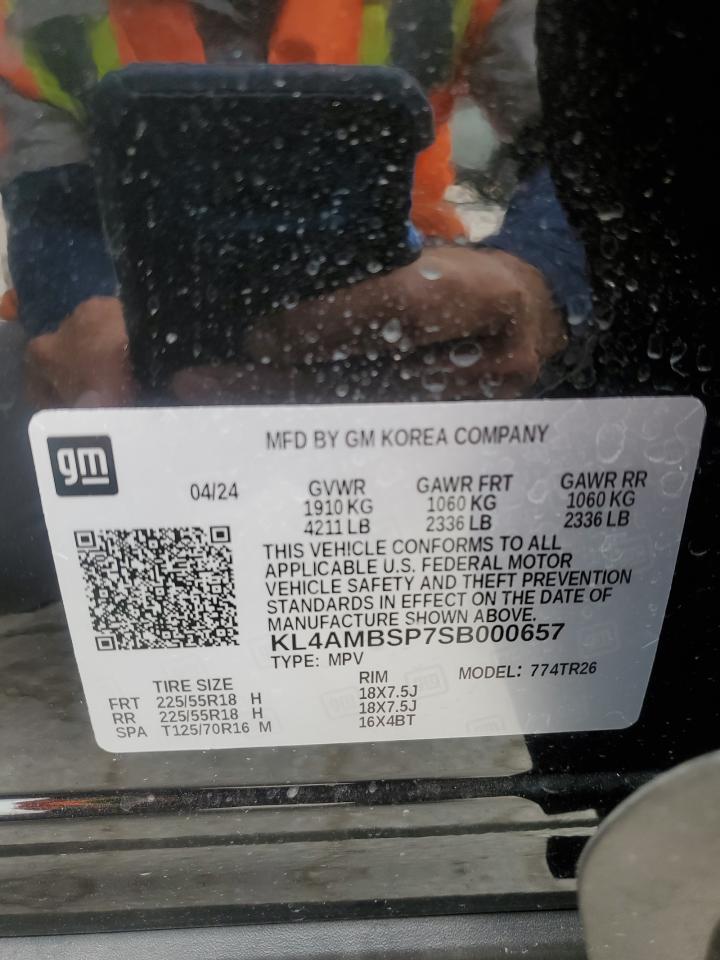 MFD BY GM KOREA COMPANY
gm
04/24
GVWR GAWR FRT GAWR RR
1910 KG 1060 KG 1060 KG
4211 LB 2336 LB 2336 LB
THIS VEHICLE CONFORMS TO ALL
APPLICABLE U.S. FEDERAL MOTOR
VEHICLE SAFETY AND THEFT PREVENTION
STANDARDS IN EFFECT ON THE DATE OF
MANUFACTURE SHOWN ABOVE.
KL4AMBSP7SB000657
TYPE: MPV MODEL: 774TR26
TIRE SIZE RIM
FRT 225/55R18 H 18X7.5J
RR 225/55R18 H 18X7.5J
SPA T125/70R16 M 16X4BT